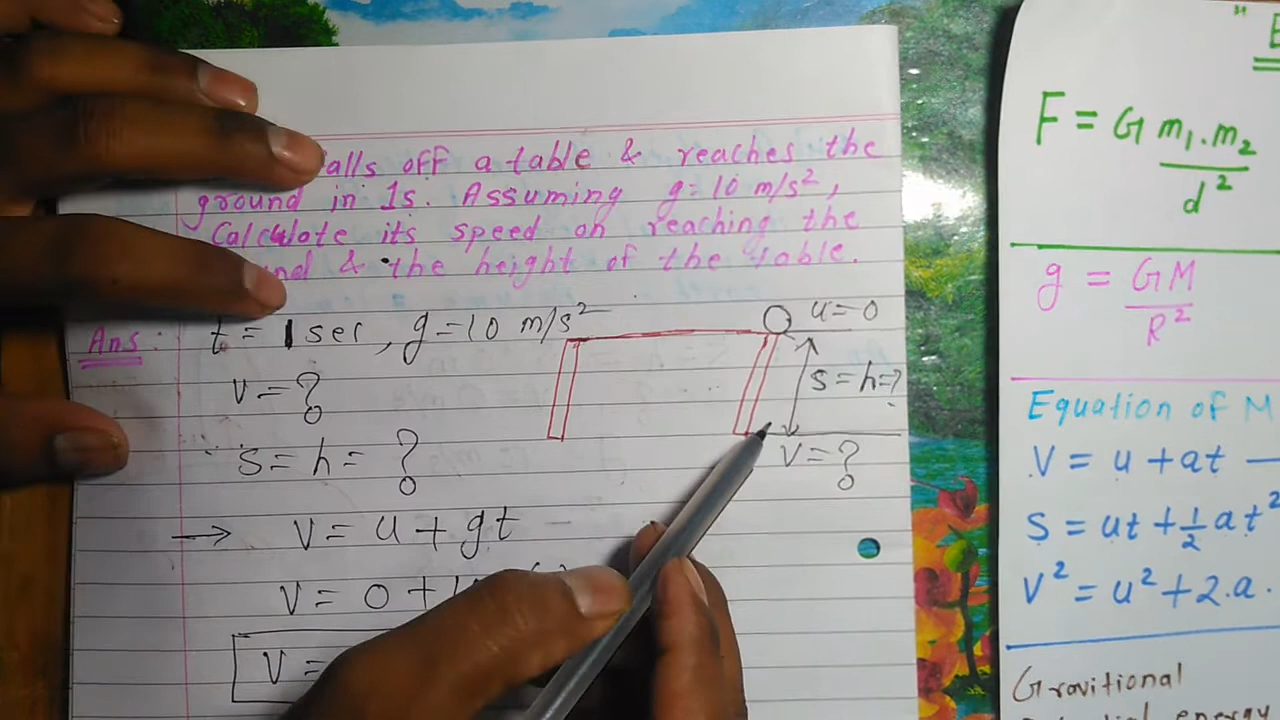 alls off a table & reaches the
ground in 1s. Assuming g=10 m/s²,
Calculate its speed on reaching the
nd & the height of the table.
Ans: t = 1 sec, g=10 m/s²
u=0
v=?
s=h=?
s=h=?
v=?
→ v = u + gt
v = 0 +
v =
F = G m₁.m₂
d²
g = GM
R²
Equation of M
v = u + at —
s = ut + ½ at²
v² = u² + 2.a.
Gravitional
energy